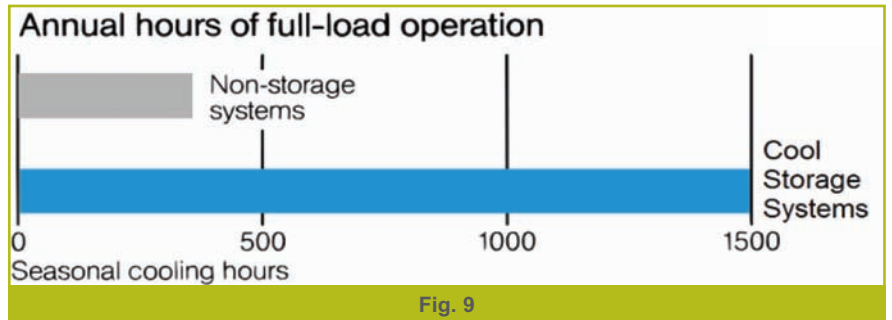 Annual hours of full-load operation
Non-storage
systems
Cool
Storage
Systems
0 500 1000 1500
Seasonal cooling hours
Fig. 9